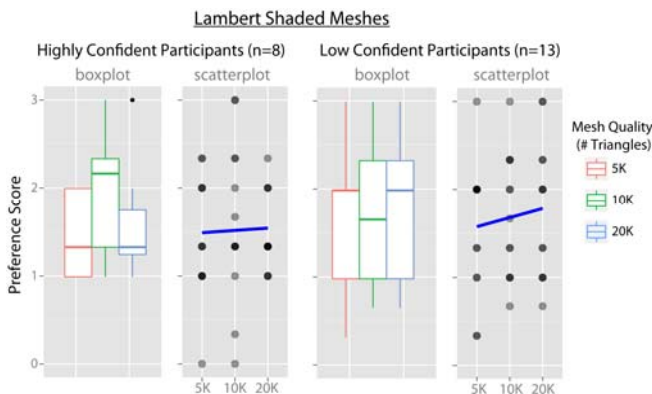 Lambert Shaded Meshes
Highly Confident Participants (n=8)
Low Confident Participants (n=13)
boxplot
scatterplot
boxplot
scatterplot
Preference Score
3
2
1
0
5K 10K 20K
5K 10K 20K
Mesh Quality
(# Triangles)
5K
10K
20K